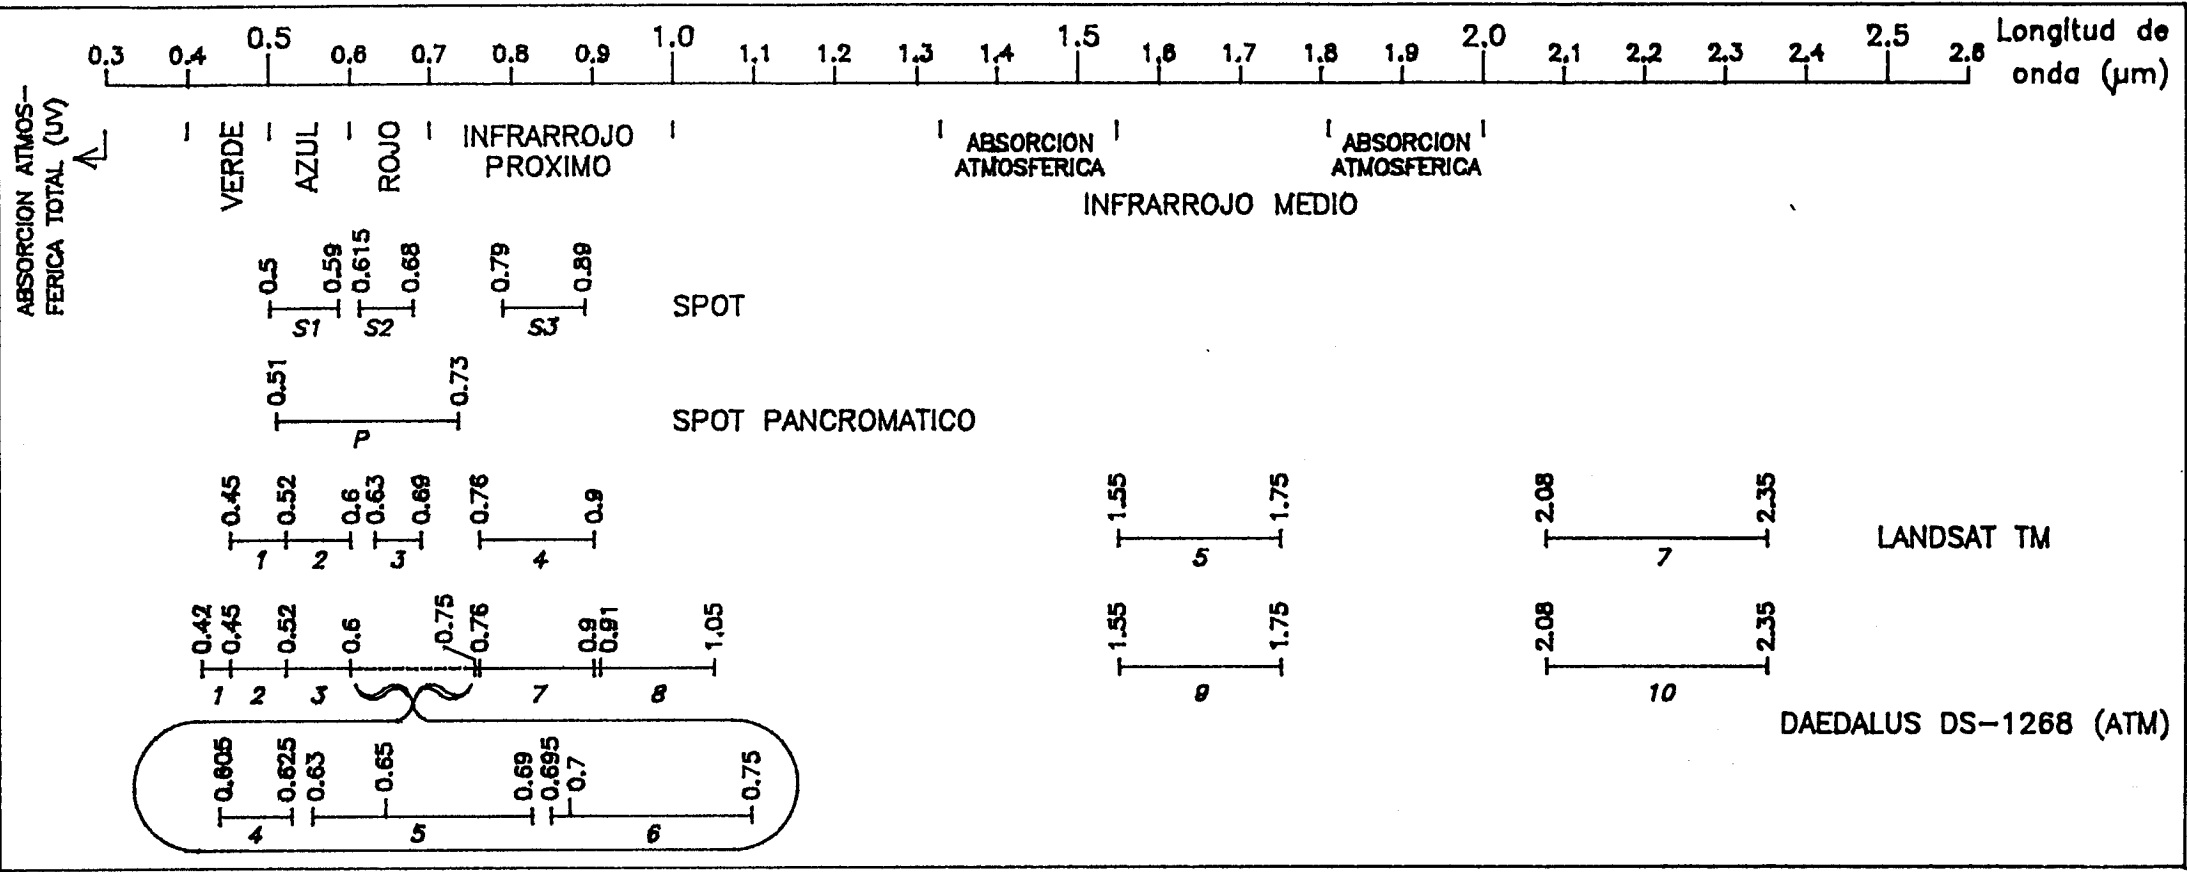 0.3 0.4 0.5 0.6 0.7 0.8 0.9 1.0 1.1 1.2 1.3 1.4 1.5 1.6 1.7 1.8 1.9 2.0 2.1 2.2 2.3 2.4 2.5 2.6
Longitud de
onda (µm)
ABSORCION ATMOS-
FERICA TOTAL (UV)
VERDE
AZUL
ROJO
INFRARROJO
PROXIMO
ABSORCION
ATMOSFERICA
ABSORCION
ATMOSFERICA
INFRARROJO MEDIO
0.5 0.59 0.615 0.68 0.79 0.89
S1 S2 S3
SPOT
0.51 0.73
P
SPOT PANCROMATICO
0.45 0.52 0.6 0.63 0.69 0.76 0.9 1.55 1.75 2.08 2.35
1 2 3 4 5 7
LANDSAT TM
0.42 0.45 0.52 0.6 0.75 0.76 0.9 0.91 1.05 1.55 1.75 2.08 2.35
1 2 3 7 8 9 10
DAEDALUS DS-1268 (ATM)
0.605 0.625 0.63 0.65 0.69 0.695 0.7 0.75
4 5 6